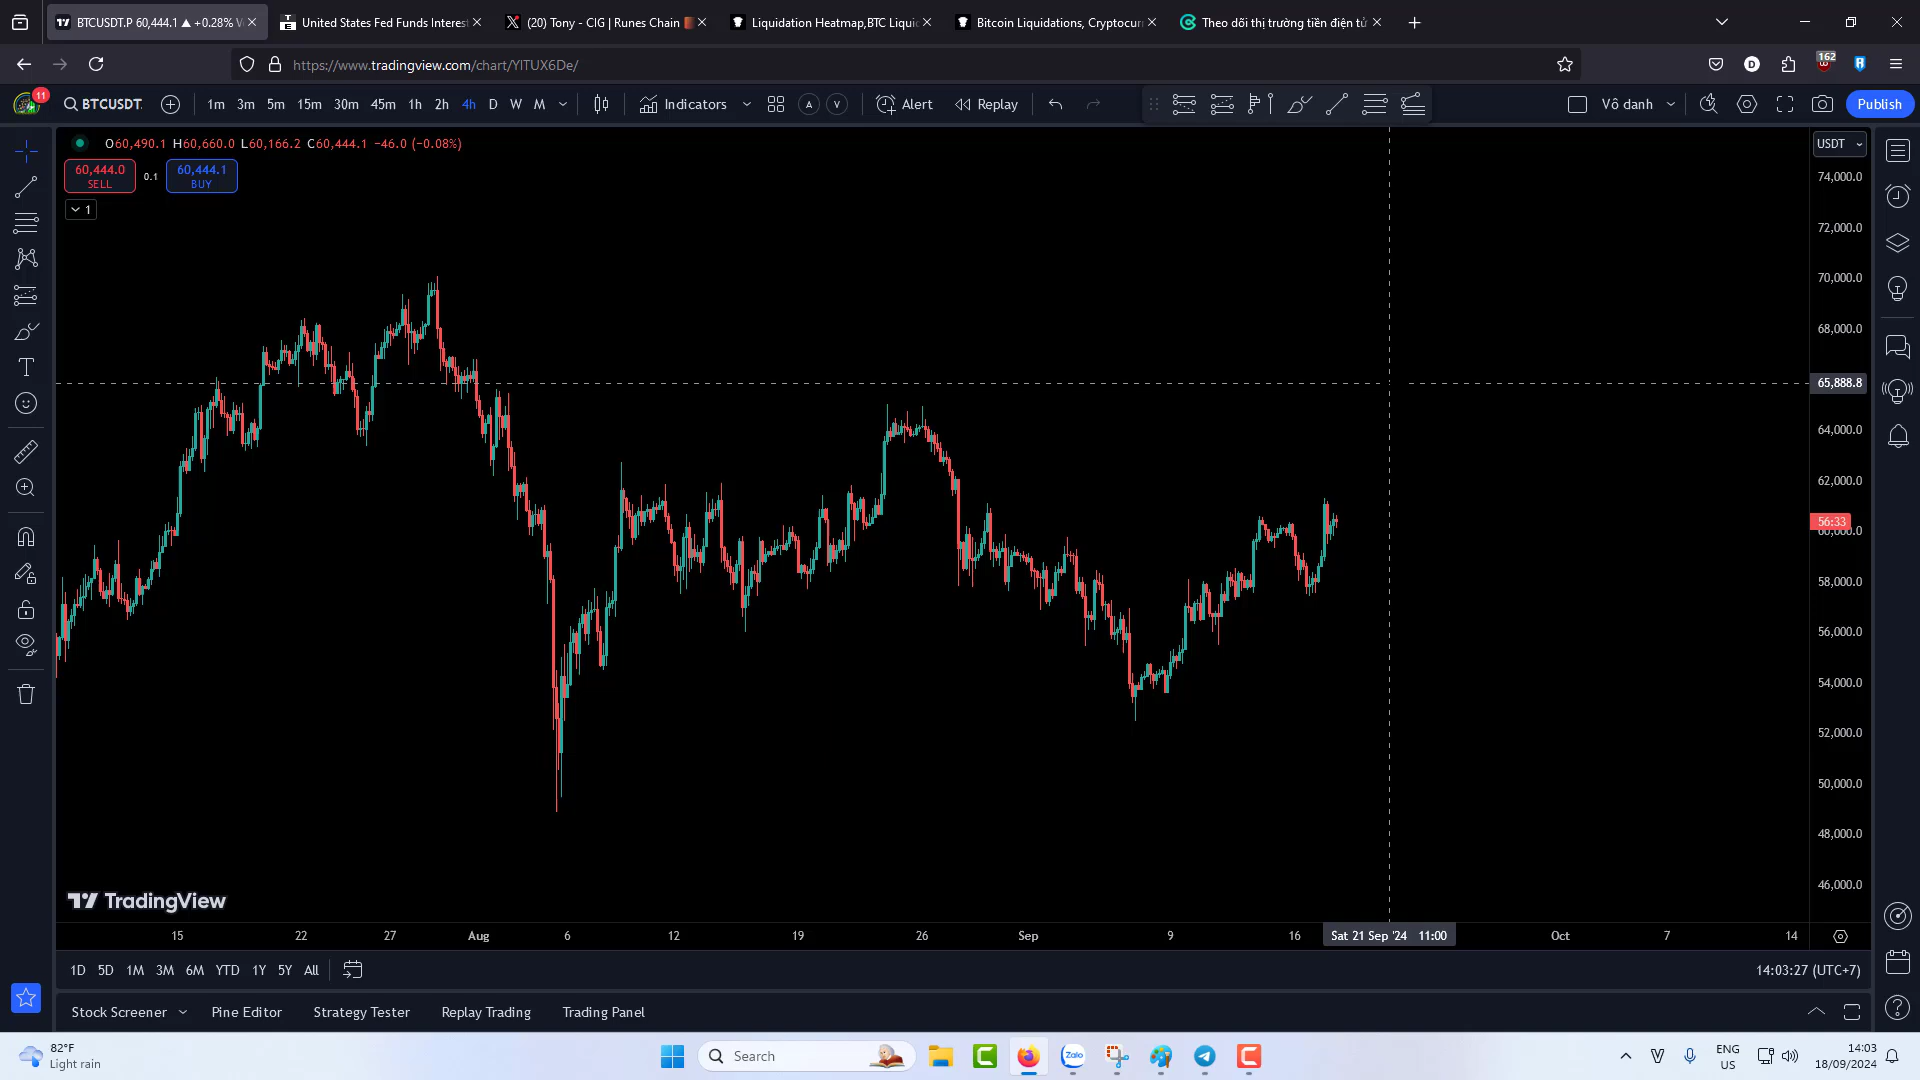 BTCUSDT.P 60,444.1 ▲ +0.28% V
United States Fed Funds Interest
(20) Tony - CIG | Runes Chain
Liquidation Heatmap,BTC Liquid
Bitcoin Liquidations, Cryptocurr
Theo dõi thị trường tiền điện tử
https://www.tradingview.com/chart/YlTUX6De/
162
11
BTCUSDT.
1m 3m 5m 15m 30m 45m 1h 2h 4h D W M
Indicators
A V
Alert
Replay
Vô danh
Publish
O60,490.1 H60,660.0 L60,166.2 C60,444.1 −46.0 (−0.08%)
USDT
60,444.0
SELL
0.1
60,444.1
BUY
1
74,000.0
72,000.0
70,000.0
68,000.0
65,888.8
64,000.0
62,000.0
56:33
60,000.0
58,000.0
56,000.0
54,000.0
52,000.0
50,000.0
48,000.0
46,000.0
TradingView
15 22 27 Aug 6 12 19 26 Sep 9 16 Sat 21 Sep '24 11:00 Oct 7 14
1D 5D 1M 3M 6M YTD 1Y 5Y All
14:03:27 (UTC+7)
Stock Screener Pine Editor Strategy Tester Replay Trading Trading Panel
82°F
Light rain
Search
Zalo
ENG
US
14:03
18/09/2024